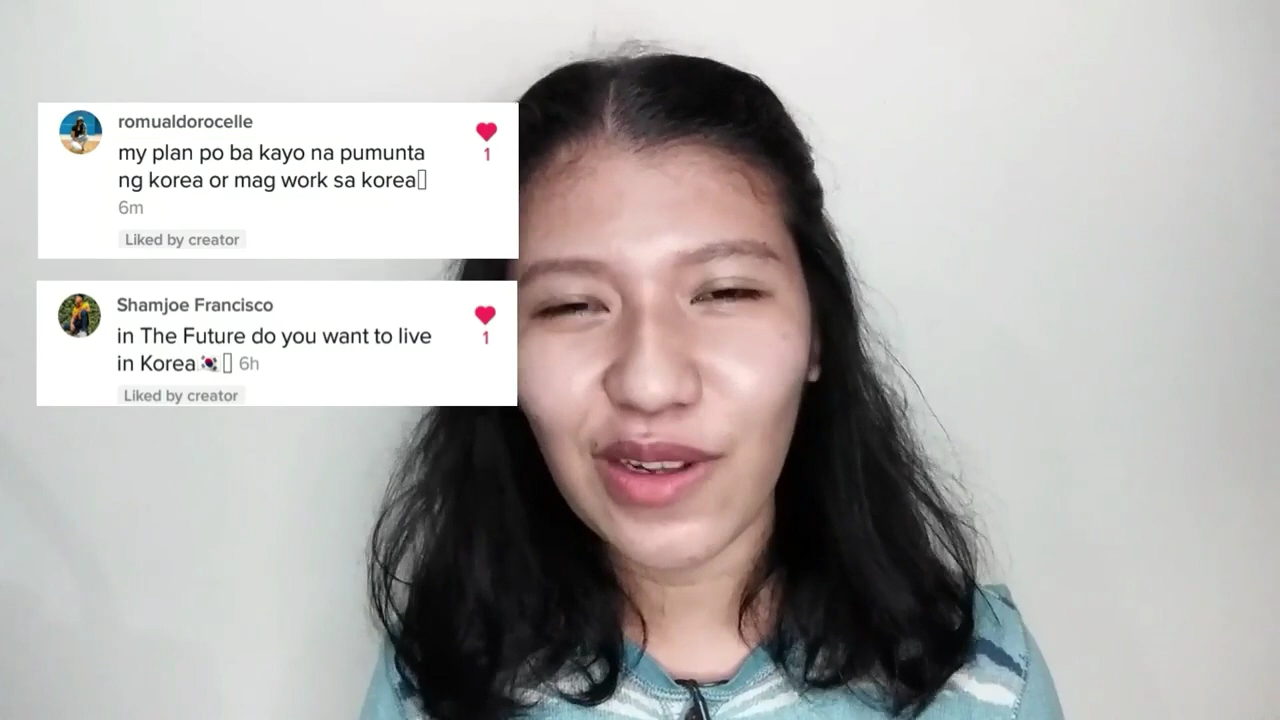 romualdorocelle
my plan po ba kayo na pumunta
ng korea or mag work sa korea
6m
Liked by creator
1
Shamjoe Francisco
in The Future do you want to live
in Korea🇰🇷 6h
Liked by creator
1